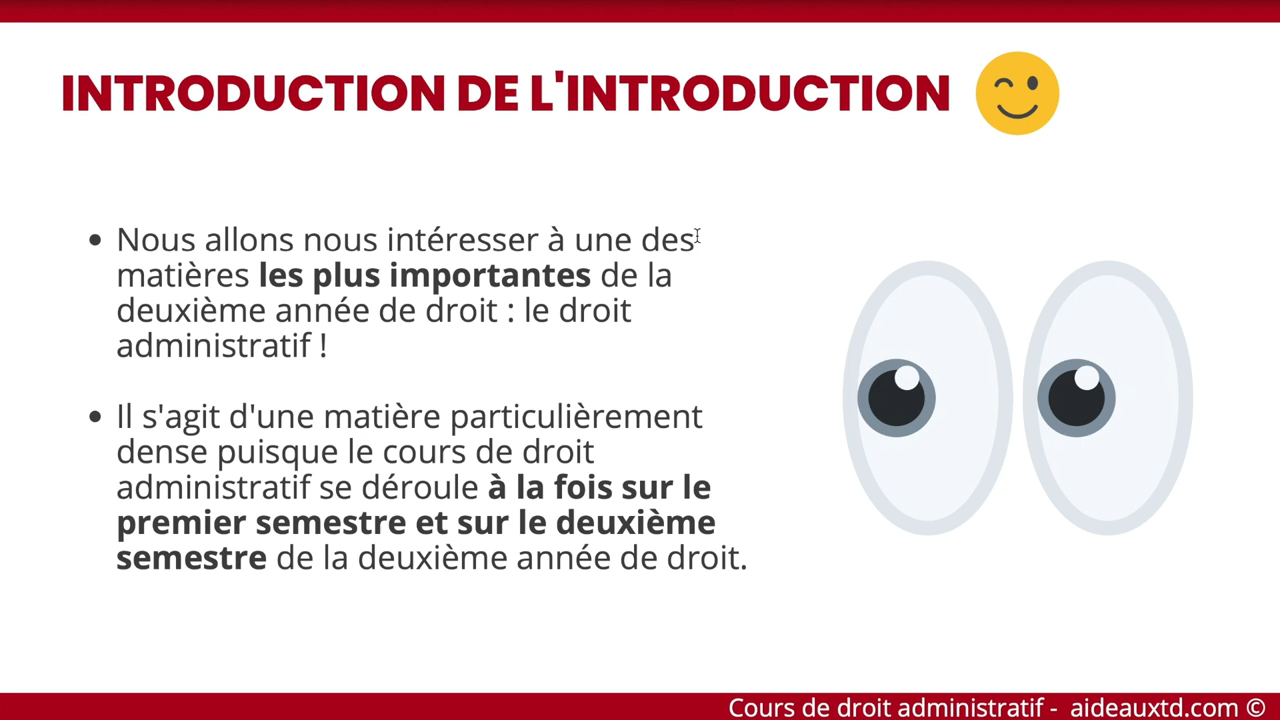 INTRODUCTION DE L'INTRODUCTION
• Nous allons nous intéresser à une des
matières les plus importantes de la
deuxième année de droit : le droit
administratif !
• Il s'agit d'une matière particulièrement
dense puisque le cours de droit
administratif se déroule à la fois sur le
premier semestre et sur le deuxième
semestre de la deuxième année de droit.
Cours de droit administratif - aideauxtd.com ©